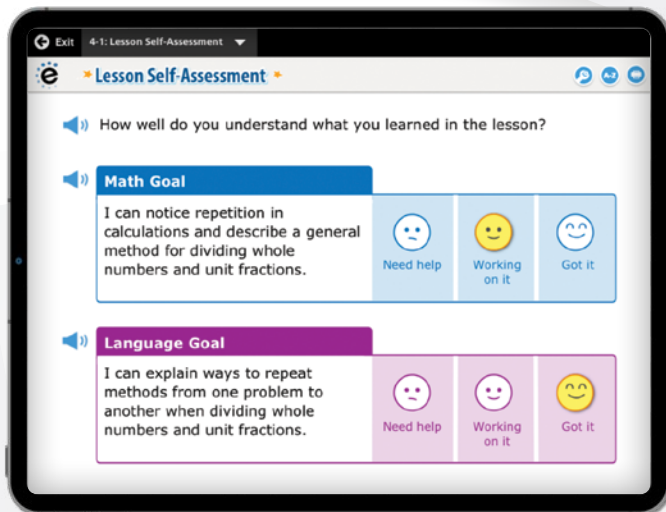 Exit 4-1: Lesson Self-Assessment
e Lesson Self-Assessment A-Z
How well do you understand what you learned in the lesson?
Math Goal
I can notice repetition in
calculations and describe a general
method for dividing whole
numbers and unit fractions.
Need help Working Got it
on it
Language Goal
I can explain ways to repeat
methods from one problem to
another when dividing whole
numbers and unit fractions.
Need help Working Got it
on it